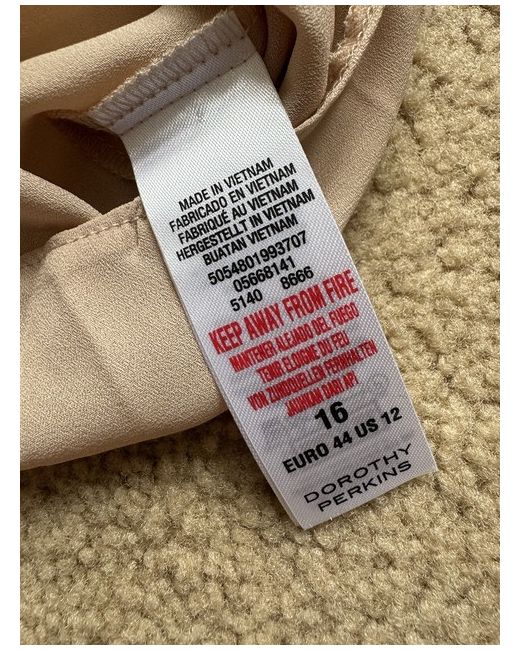 MADE IN VIETNAM
FABRICADO EN VIETNAM
FABRIQUÉ AU VIETNAM
HERGESTELLT IN VIETNAM
BUATAN VIETNAM
5054801993707
05668141
5140 8666
KEEP AWAY FROM FIRE
MANTENER ALEJADO DEL FUEGO
TENIR ELOIGNE DU FEU
VON ZUNDQUELLEN FERNHALTEN
JAUHKAN DARI API
16
EURO 44 US 12
DOROTHY
PERKINS